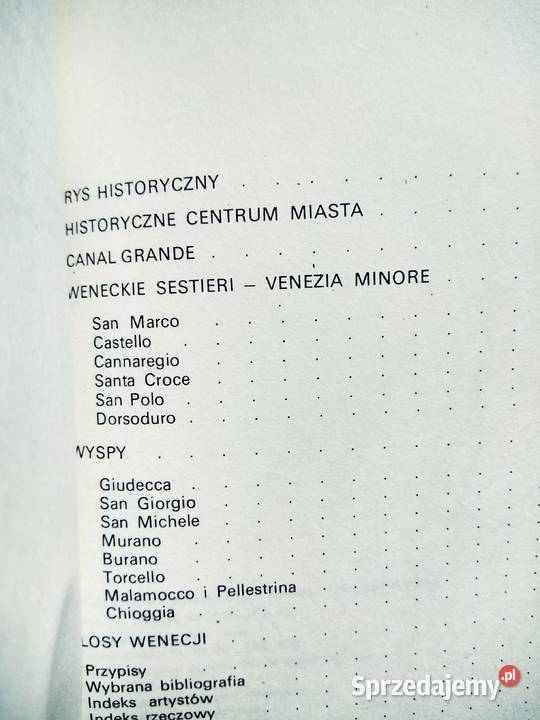 RYS HISTORYCZNY
HISTORYCZNE CENTRUM MIASTA
CANAL GRANDE
WENECKIE SESTIERI – VENEZIA MINORE
San Marco
Castello
Cannaregio
Santa Croce
San Polo
Dorsoduro
WYSPY
Giudecca
San Giorgio
San Michele
Murano
Burano
Torcello
Malamocco i Pellestrina
Chioggia
LOSY WENECJI
Przypisy
Wybrana bibliografia
Indeks artystów
Indeks rzeczowy
Sprzedajemy.pl